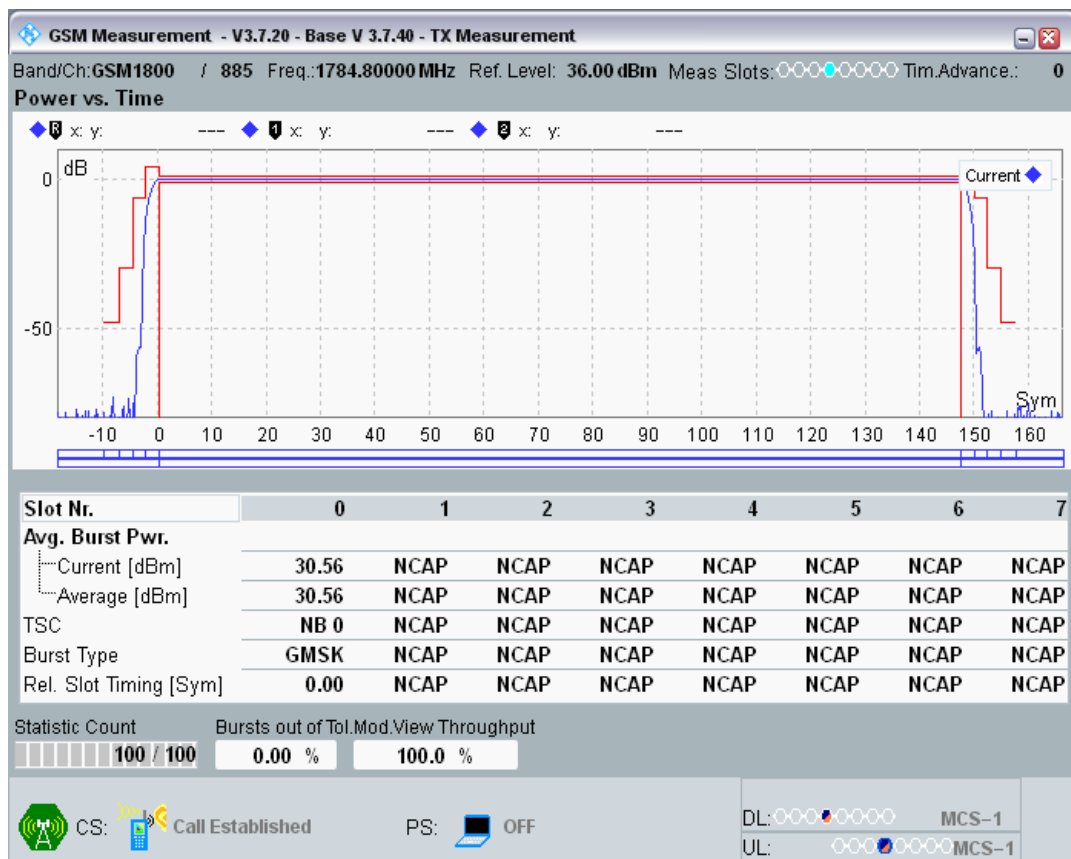 GSM Measurement - V3.7.20 - Base V 3.7.40 - TX Measurement
Band/Ch:GSM1800 / 885 Freq.:1784.80000 MHz Ref. Level: 36.00 dBm Meas Slots: Tim.Advance.: 0
Power vs. Time
R x: y: --- 1 x: y: --- 2 x: y: ---
dB
Current
0
-50
Sym
-10 0 10 20 30 40 50 60 70 80 90 100 110 120 130 140 150 160
Slot Nr. 0 1 2 3 4 5 6 7
Avg. Burst Pwr.
Current [dBm] 30.56 NCAP NCAP NCAP NCAP NCAP NCAP NCAP
Average [dBm] 30.56 NCAP NCAP NCAP NCAP NCAP NCAP NCAP
TSC NB 0 NCAP NCAP NCAP NCAP NCAP NCAP NCAP
Burst Type GMSK NCAP NCAP NCAP NCAP NCAP NCAP NCAP
Rel. Slot Timing [Sym] 0.00 NCAP NCAP NCAP NCAP NCAP NCAP NCAP
Statistic Count Bursts out of Tol.Mod.View Throughput
100 / 100 0.00 % 100.0 %
DL: MCS-1
CS: Call Established PS: OFF
UL: MCS-1